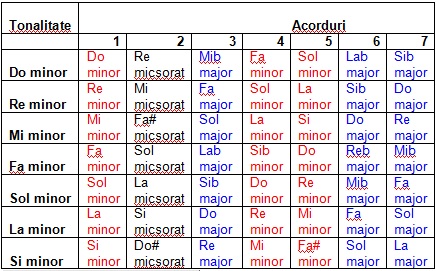 Tonalitate Acorduri
1 2 3 4 5 6 7
Do Re Mib Fa Sol Lab Sib
Do minor minor micsorat major minor minor major major
Re Mi Fa Sol La Sib Do
Re minor minor micsorat major minor minor major major
Mi Fa# Sol La Si Do Re
Mi minor minor micsorat major minor minor major major
Fa Sol Lab Sib Do Reb Mib
Fa minor minor micsorat major minor minor major major
Sol La Sib Do Re Mib Fa
Sol minor minor micsorat major minor minor major major
La Si Do Re Mi Fa Sol
La minor minor micsorat major minor minor major major
Si Do# Re Mi Fa# Sol La
Si minor minor micsorat major minor minor major major